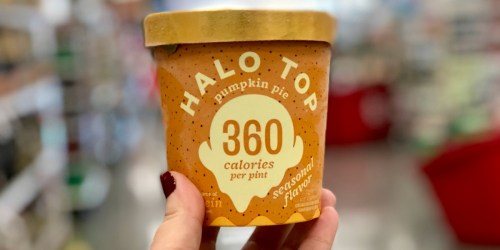 HALO TOP
pumpkin pie
360
calories
per pint
seasonal
flavor